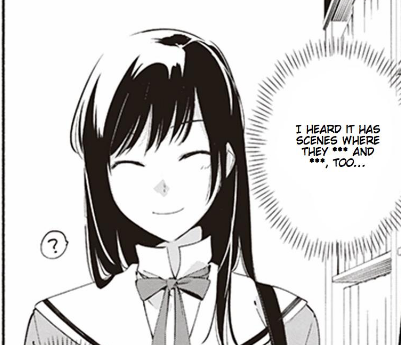 I HEARD IT HAS
SCENES WHERE
THEY *** AND
***, TOO...
?